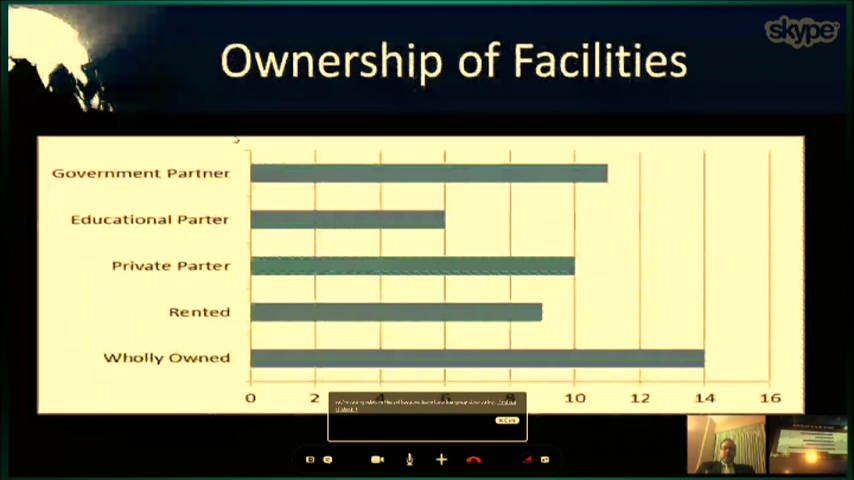 skype
Ownership of Facilities
Government Partner
Educational Parter
Private Parter
Rented
Wholly Owned
0 2 4 6 8 10 12 14 16